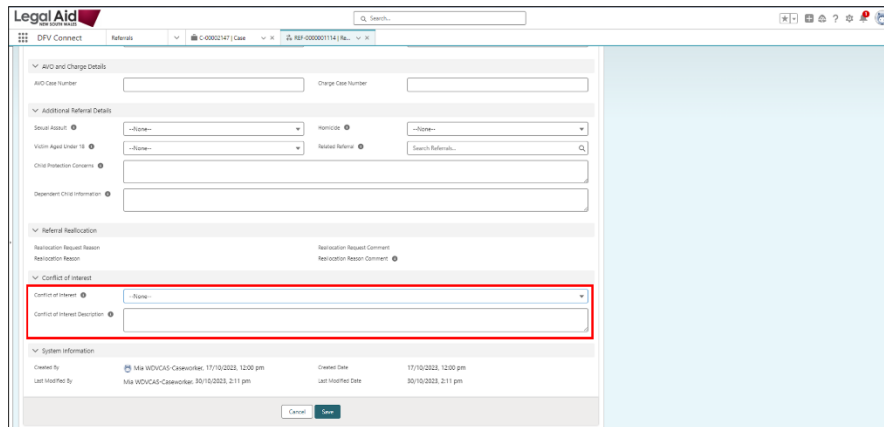 Legal Aid
NEW SOUTH WALES
Search...
DFV Connect
Referrals
C-00002147 | Case
REF-0000001114 | Re...
AVO and Charge Details
AVO Case Number
Charge Case Number
Additional Referral Details
Sexual Assault
--None--
Homicide
--None--
Victim Aged Under 16
--None--
Related Referral
Search Referrals...
Child Protection Concerns
Dependent Child Information
Referral Reallocation
Reallocation Request Reason
Reallocation Request Comment
Reallocation Reason
Reallocation Reason Comment
Conflict of Interest
Conflict of Interest
--None--
Conflict of Interest Description
System Information
Created By
Mia WDVCAS-Caseworker, 17/10/2023, 12:00 pm
Created Date
17/10/2023, 12:00 pm
Last Modified By
Mia WDVCAS-Caseworker, 30/10/2023, 2:11 pm
Last Modified Date
30/10/2023, 2:11 pm
Cancel
Save